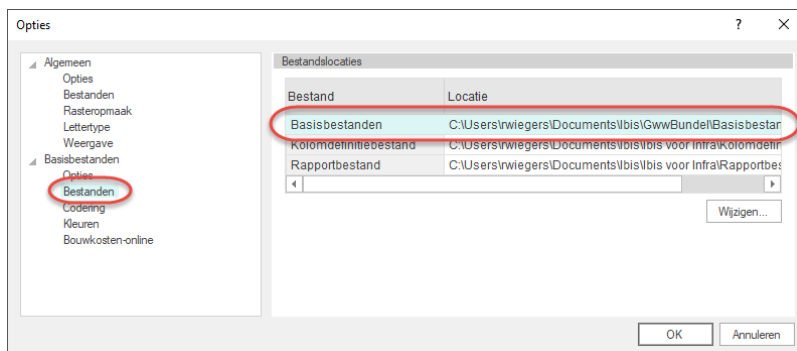 Opties
Algemeen
Opties
Bestanden
Rasteropmaak
Lettertype
Weergave
Basisbestanden
Opties
Bestanden
Codering
Kleuren
Bouwkosten-online
Bestandslocaties
Bestand Locatie
Basisbestanden C:\Users\rwiegers\Documents\Ibis\GwwBundel\Basisbestar
Kolomdefinitiebestand C:\Users\rwiegers\Documents\Ibis\Ibis voor Infra\Kolomdefin
Rapportbestand C:\Users\rwiegers\Documents\Ibis\Ibis voor Infra\Rapportbes
Wijzigen...
OK Annuleren